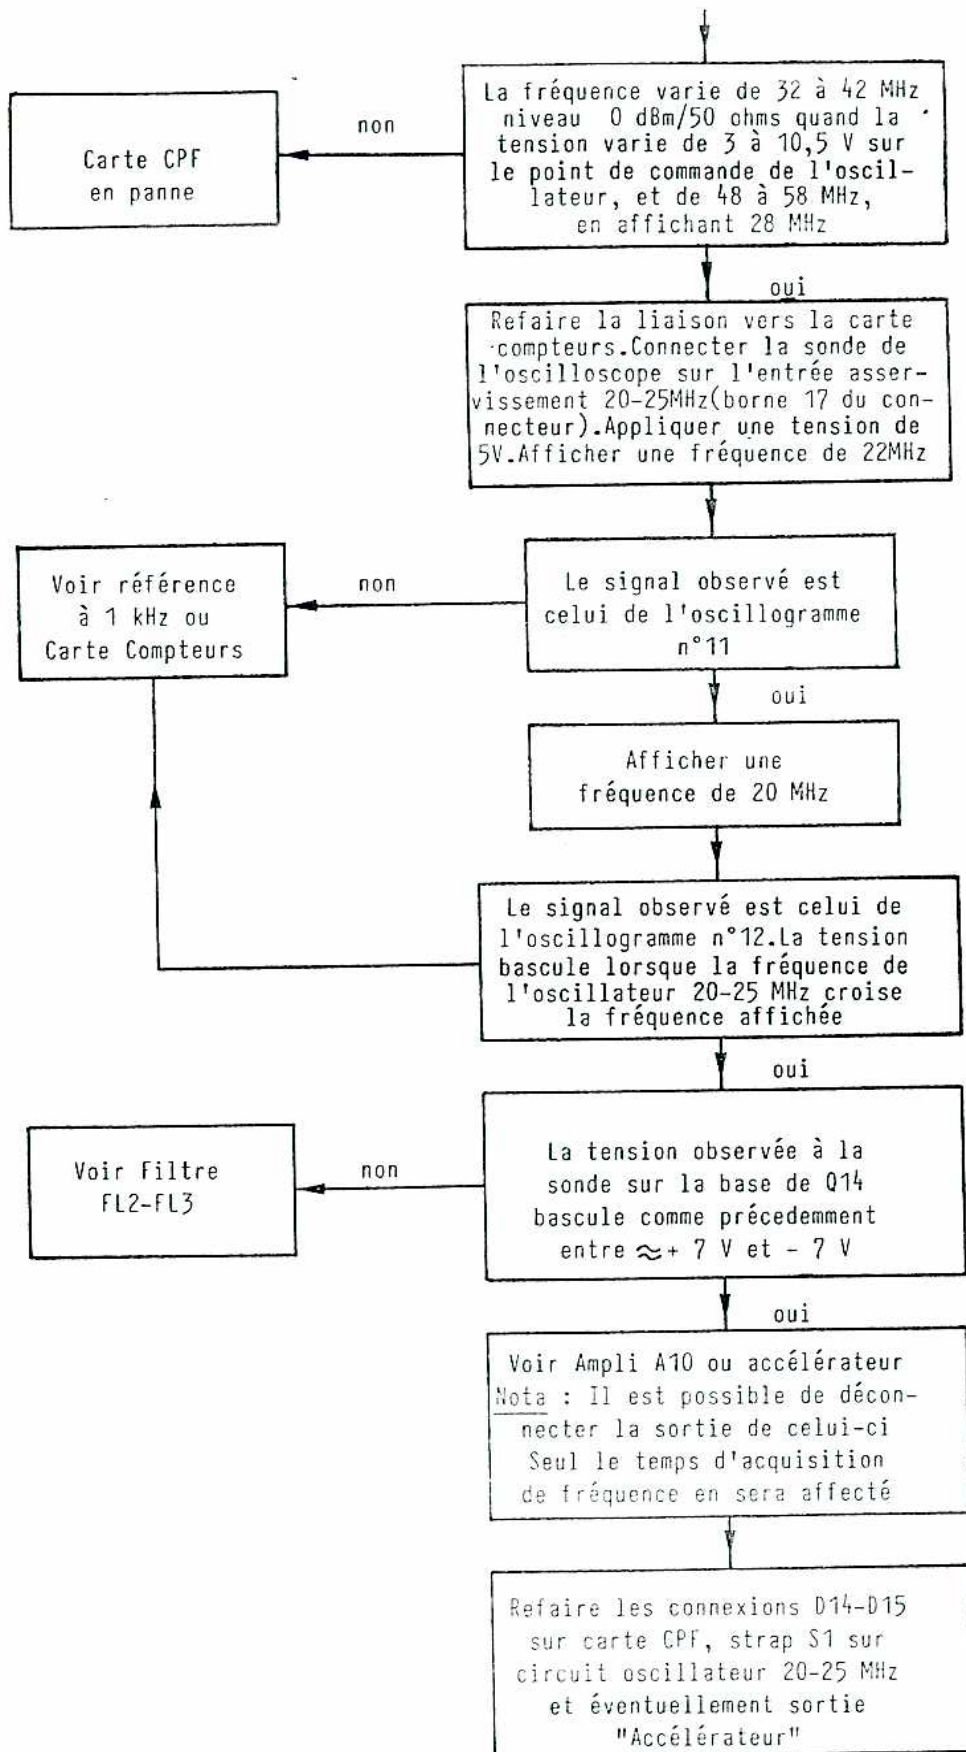 La fréquence varie de 32 à 42 MHz
niveau 0 dBm/50 ohms quand la
tension varie de 3 à 10,5 V sur
le point de commande de l'oscil-
lateur, et de 48 à 58 MHz,
en affichant 28 MHz
non
Carte CPF
en panne
oui
Refaire la liaison vers la carte
compteurs.Connecter la sonde de
l'oscilloscope sur l'entrée asser-
vissement 20-25MHz(borne 17 du con-
necteur).Appliquer une tension de
5V.Afficher une fréquence de 22MHz
Le signal observé est
celui de l'oscillogramme
n°11
non
Voir référence
à 1 kHz ou
Carte Compteurs
oui
Afficher une
fréquence de 20 MHz
Le signal observé est celui de
l'oscillogramme n°12.La tension
bascule lorsque la fréquence de
l'oscillateur 20-25 MHz croise
la fréquence affichée
oui
La tension observée à la
sonde sur la base de Q14
bascule comme précedemment
entre ≈ + 7 V et - 7 V
non
Voir Filtre
FL2-FL3
oui
Voir Ampli A10 ou accélérateur
Nota : Il est possible de décon-
necter la sortie de celui-ci
Seul le temps d'acquisition
de fréquence en sera affecté
Refaire les connexions D14-D15
sur carte CPF, strap S1 sur
circuit oscillateur 20-25 MHz
et éventuellement sortie
"Accélérateur"